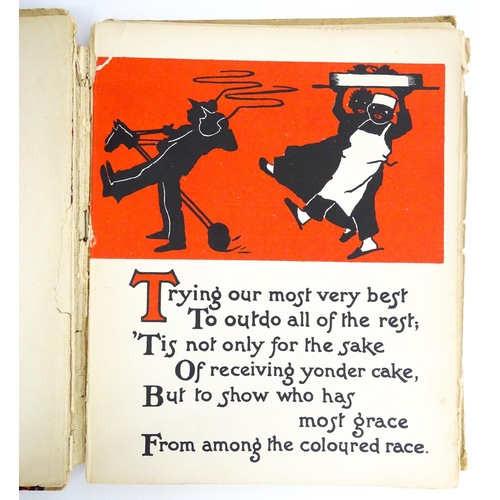 Trying our most very best
To outdo all of the rest;
'Tis not only for the sake
Of receiving yonder cake,
But to show who has
most grace
From among the coloured race.